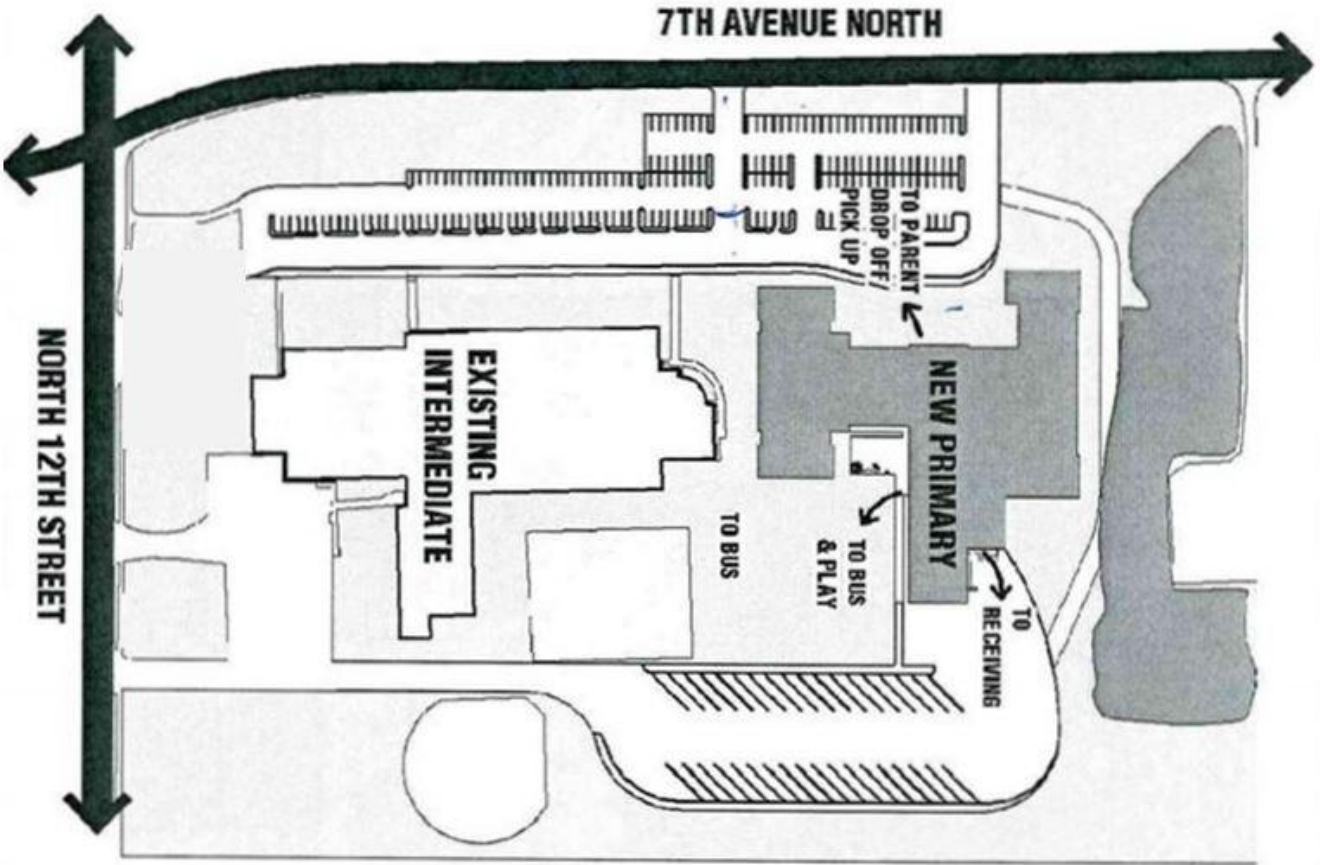 7TH AVENUE NORTH
NORTH 12TH STREET
EXISTING
INTERMEDIATE
NEW PRIMARY
TO PARENT
DROP OFF/
PICK UP
TO BUS
TO BUS
& PLAY
TO
RECEIVING